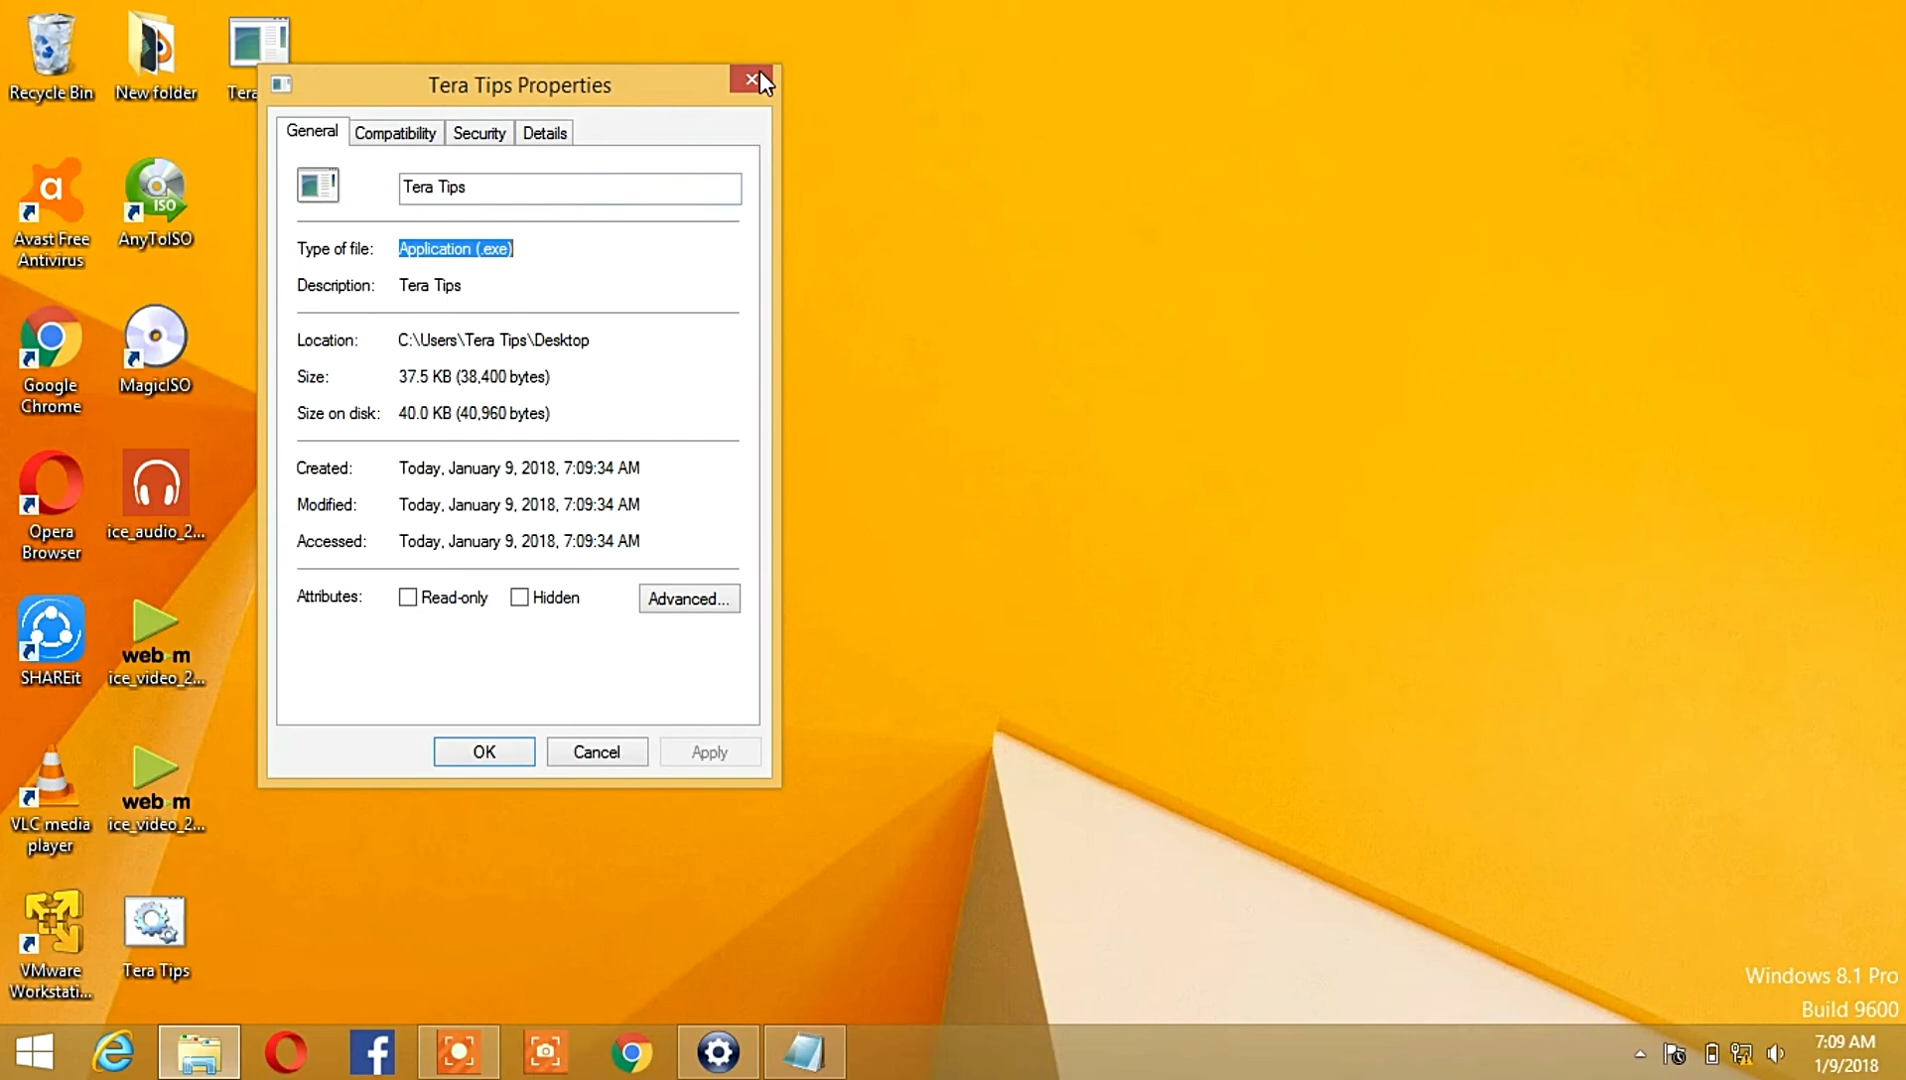 Recycle Bin
New folder
Tera
Avast Free
Antivirus
AnyToISO
ISO
Google
Chrome
MagicISO
Opera
Browser
ice_audio_2...
SHAREit
web m
ice_video_2...
VLC media
player
web m
ice_video_2...
VMware
Workstati...
Tera Tips
Tera Tips Properties
General
Compatibility
Security
Details
Tera Tips
Type of file: Application (.exe)
Description: Tera Tips
Location: C:\Users\Tera Tips\Desktop
Size: 37.5 KB (38,400 bytes)
Size on disk: 40.0 KB (40,960 bytes)
Created: Today, January 9, 2018, 7:09:34 AM
Modified: Today, January 9, 2018, 7:09:34 AM
Accessed: Today, January 9, 2018, 7:09:34 AM
Attributes: Read-only Hidden Advanced...
OK Cancel Apply
Windows 8.1 Pro
Build 9600
7:09 AM
1/9/2018